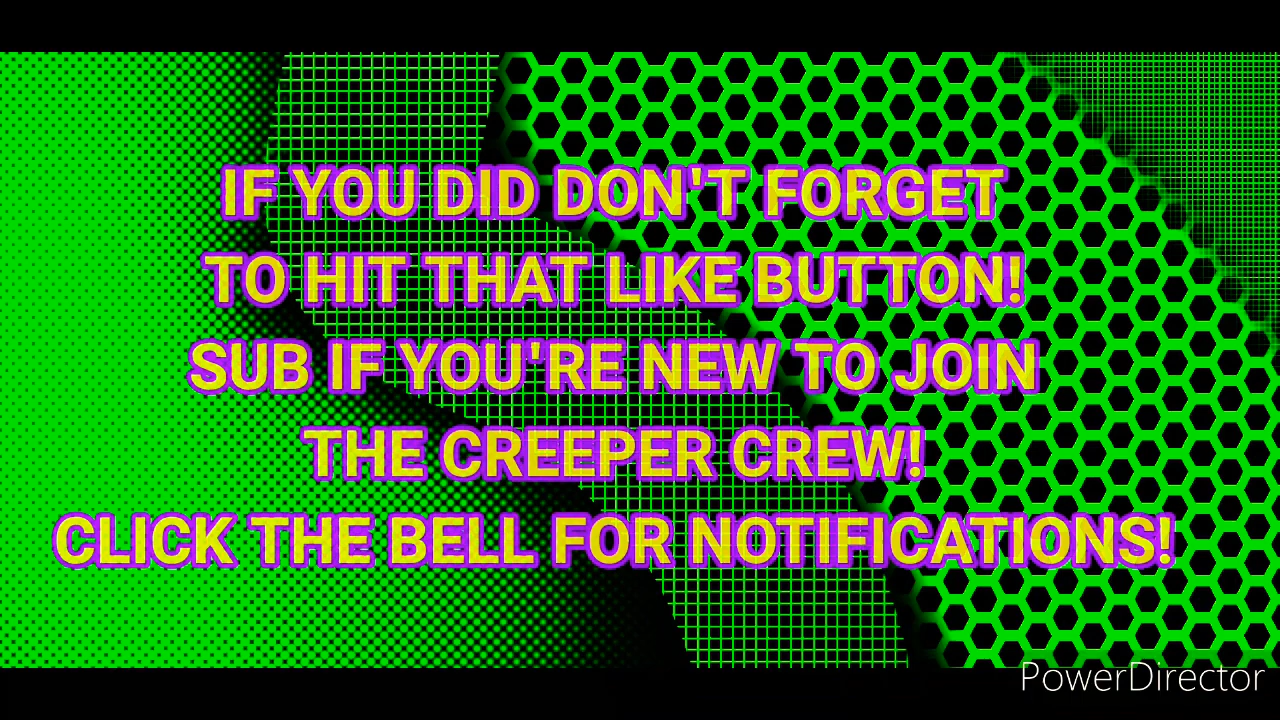 IF YOU DID DON'T FORGET
TO HIT THAT LIKE BUTTON!
SUB IF YOU'RE NEW TO JOIN
THE CREEPER CREW!
CLICK THE BELL FOR NOTIFICATIONS!
PowerDirector